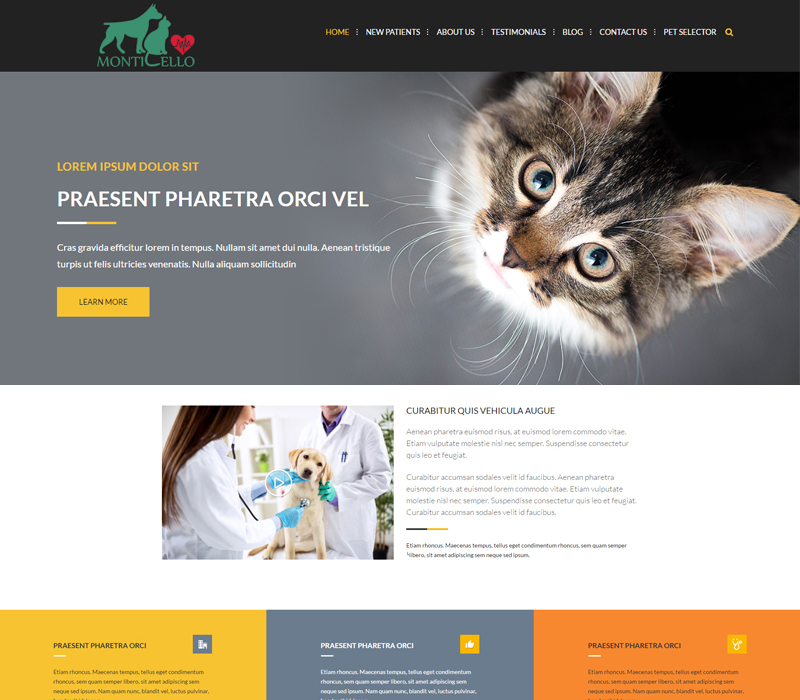 MONTICELLO
HOME
NEW PATIENTS
ABOUT US
TESTIMONIALS
BLOG
CONTACT US
PET SELECTOR
LOREM IPSUM DOLOR SIT
PRAESENT PHARETRA ORCI VEL
Cras gravida efficitur lorem in tempus. Nullam sit amet dui nulla. Aenean tristique
turpis ut felis ultricies venenatis. Nulla aliquam sollicitudin
LEARN MORE
CURABITUR QUIS VEHICULA AUGUE
Aenean pharetra euismod risus, at euismod lorem commodo vitae.
Etiam vulputate molestie nisl nec semper. Suspendisse consectetur
quis leo et feugiat.
Curabitur accumsan sodales velit id faucibus. Aenean pharetra
euismod risus, at euismod lorem commodo vitae. Etiam vulputate
molestie nisl nec semper. Suspendisse consectetur quis leo et feugiat.
Curabitur accumsan sodales velit id faucibus.
Etiam rhoncus. Maecenas tempus, tellus eget condimentum rhoncus, sem quam semper
libero, sit amet adipiscing sem neque sed ipsum.
PRAESENT PHARETRA ORCI
Etiam rhoncus. Maecenas tempus, tellus eget condimentum
rhoncus, sem quam semper libero, sit amet adipiscing sem
neque sed ipsum. Nam quam nunc, blandit vel, luctus pulvinar,
PRAESENT PHARETRA ORCI
Etiam rhoncus. Maecenas tempus, tellus eget condimentum
rhoncus, sem quam semper libero, sit amet adipiscing sem
neque sed ipsum. Nam quam nunc, blandit vel, luctus pulvinar,
PRAESENT PHARETRA ORCI
Etiam rhoncus. Maecenas tempus, tellus eget condimentum
rhoncus, sem quam semper libero, sit amet adipiscing sem
neque sed ipsum. Nam quam nunc, blandit vel, luctus pulvinar,